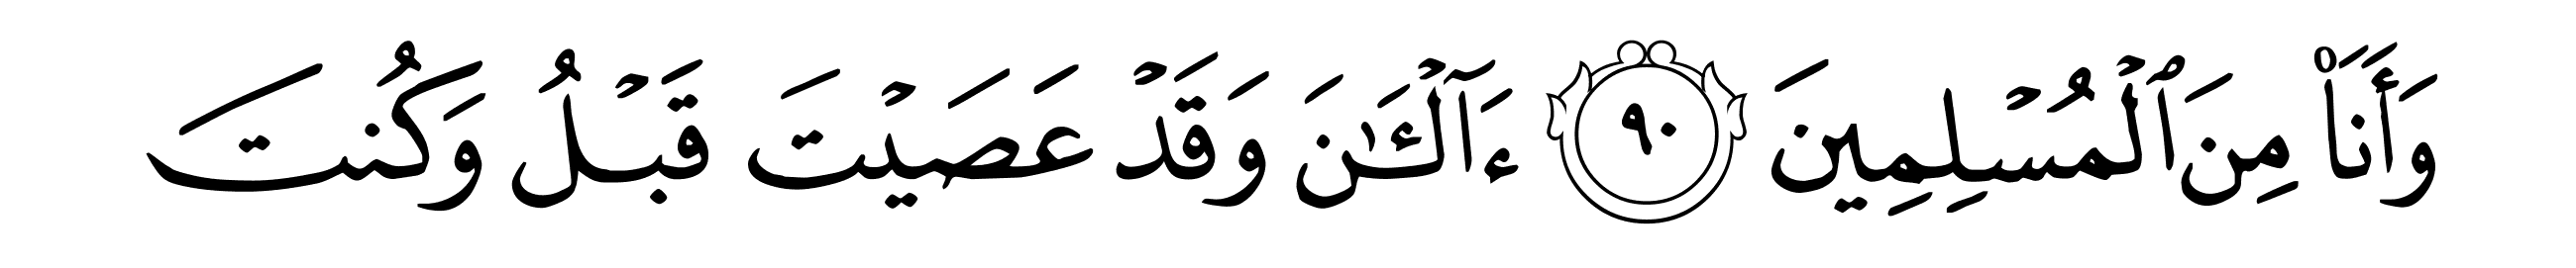 وَأَنَا۠ مِنَ ٱلۡمُسۡلِمِينَ ٩٠ ءَآلۡـَٰٔنَ وَقَدۡ عَصَيۡتَ قَبۡلُ وَكُنتَ